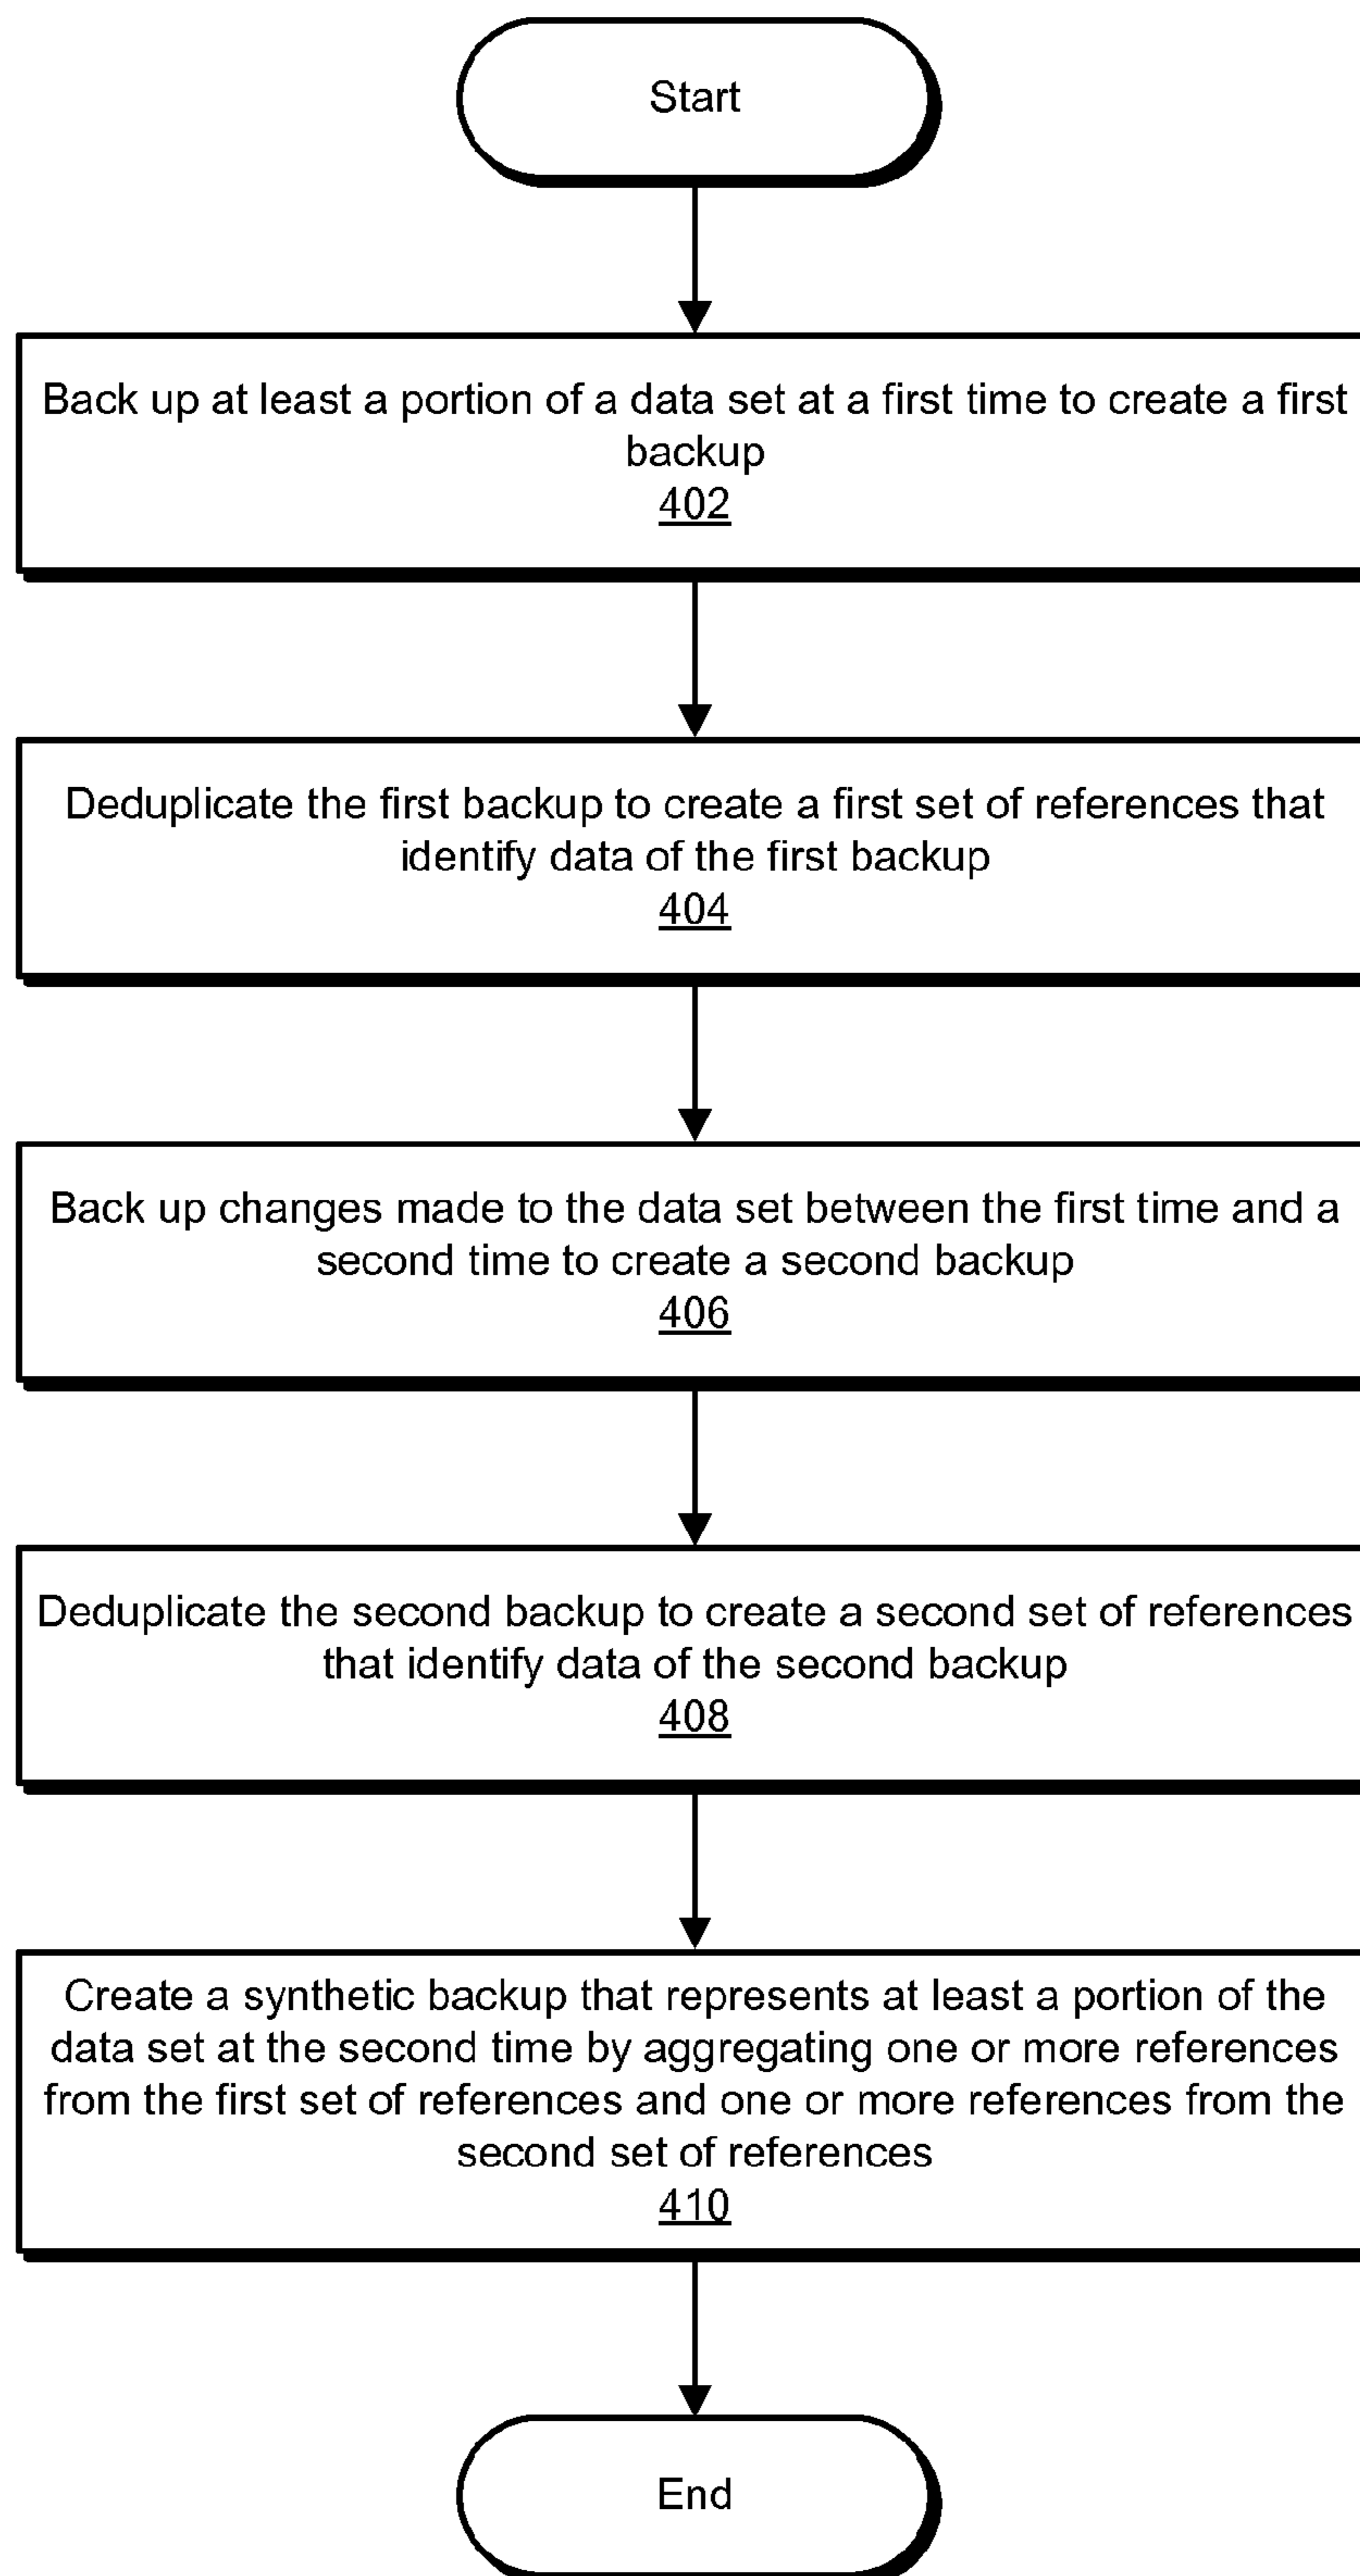 Start
Back up at least a portion of a data set at a first time to create a first
backup
402
Deduplicate the first backup to create a first set of references that
identify data of the first backup
404
Back up changes made to the data set between the first time and a
second time to create a second backup
406
Deduplicate the second backup to create a second set of references
that identify data of the second backup
408
Create a synthetic backup that represents at least a portion of the
data set at the second time by aggregating one or more references
from the first set of references and one or more references from the
second set of references
410
End